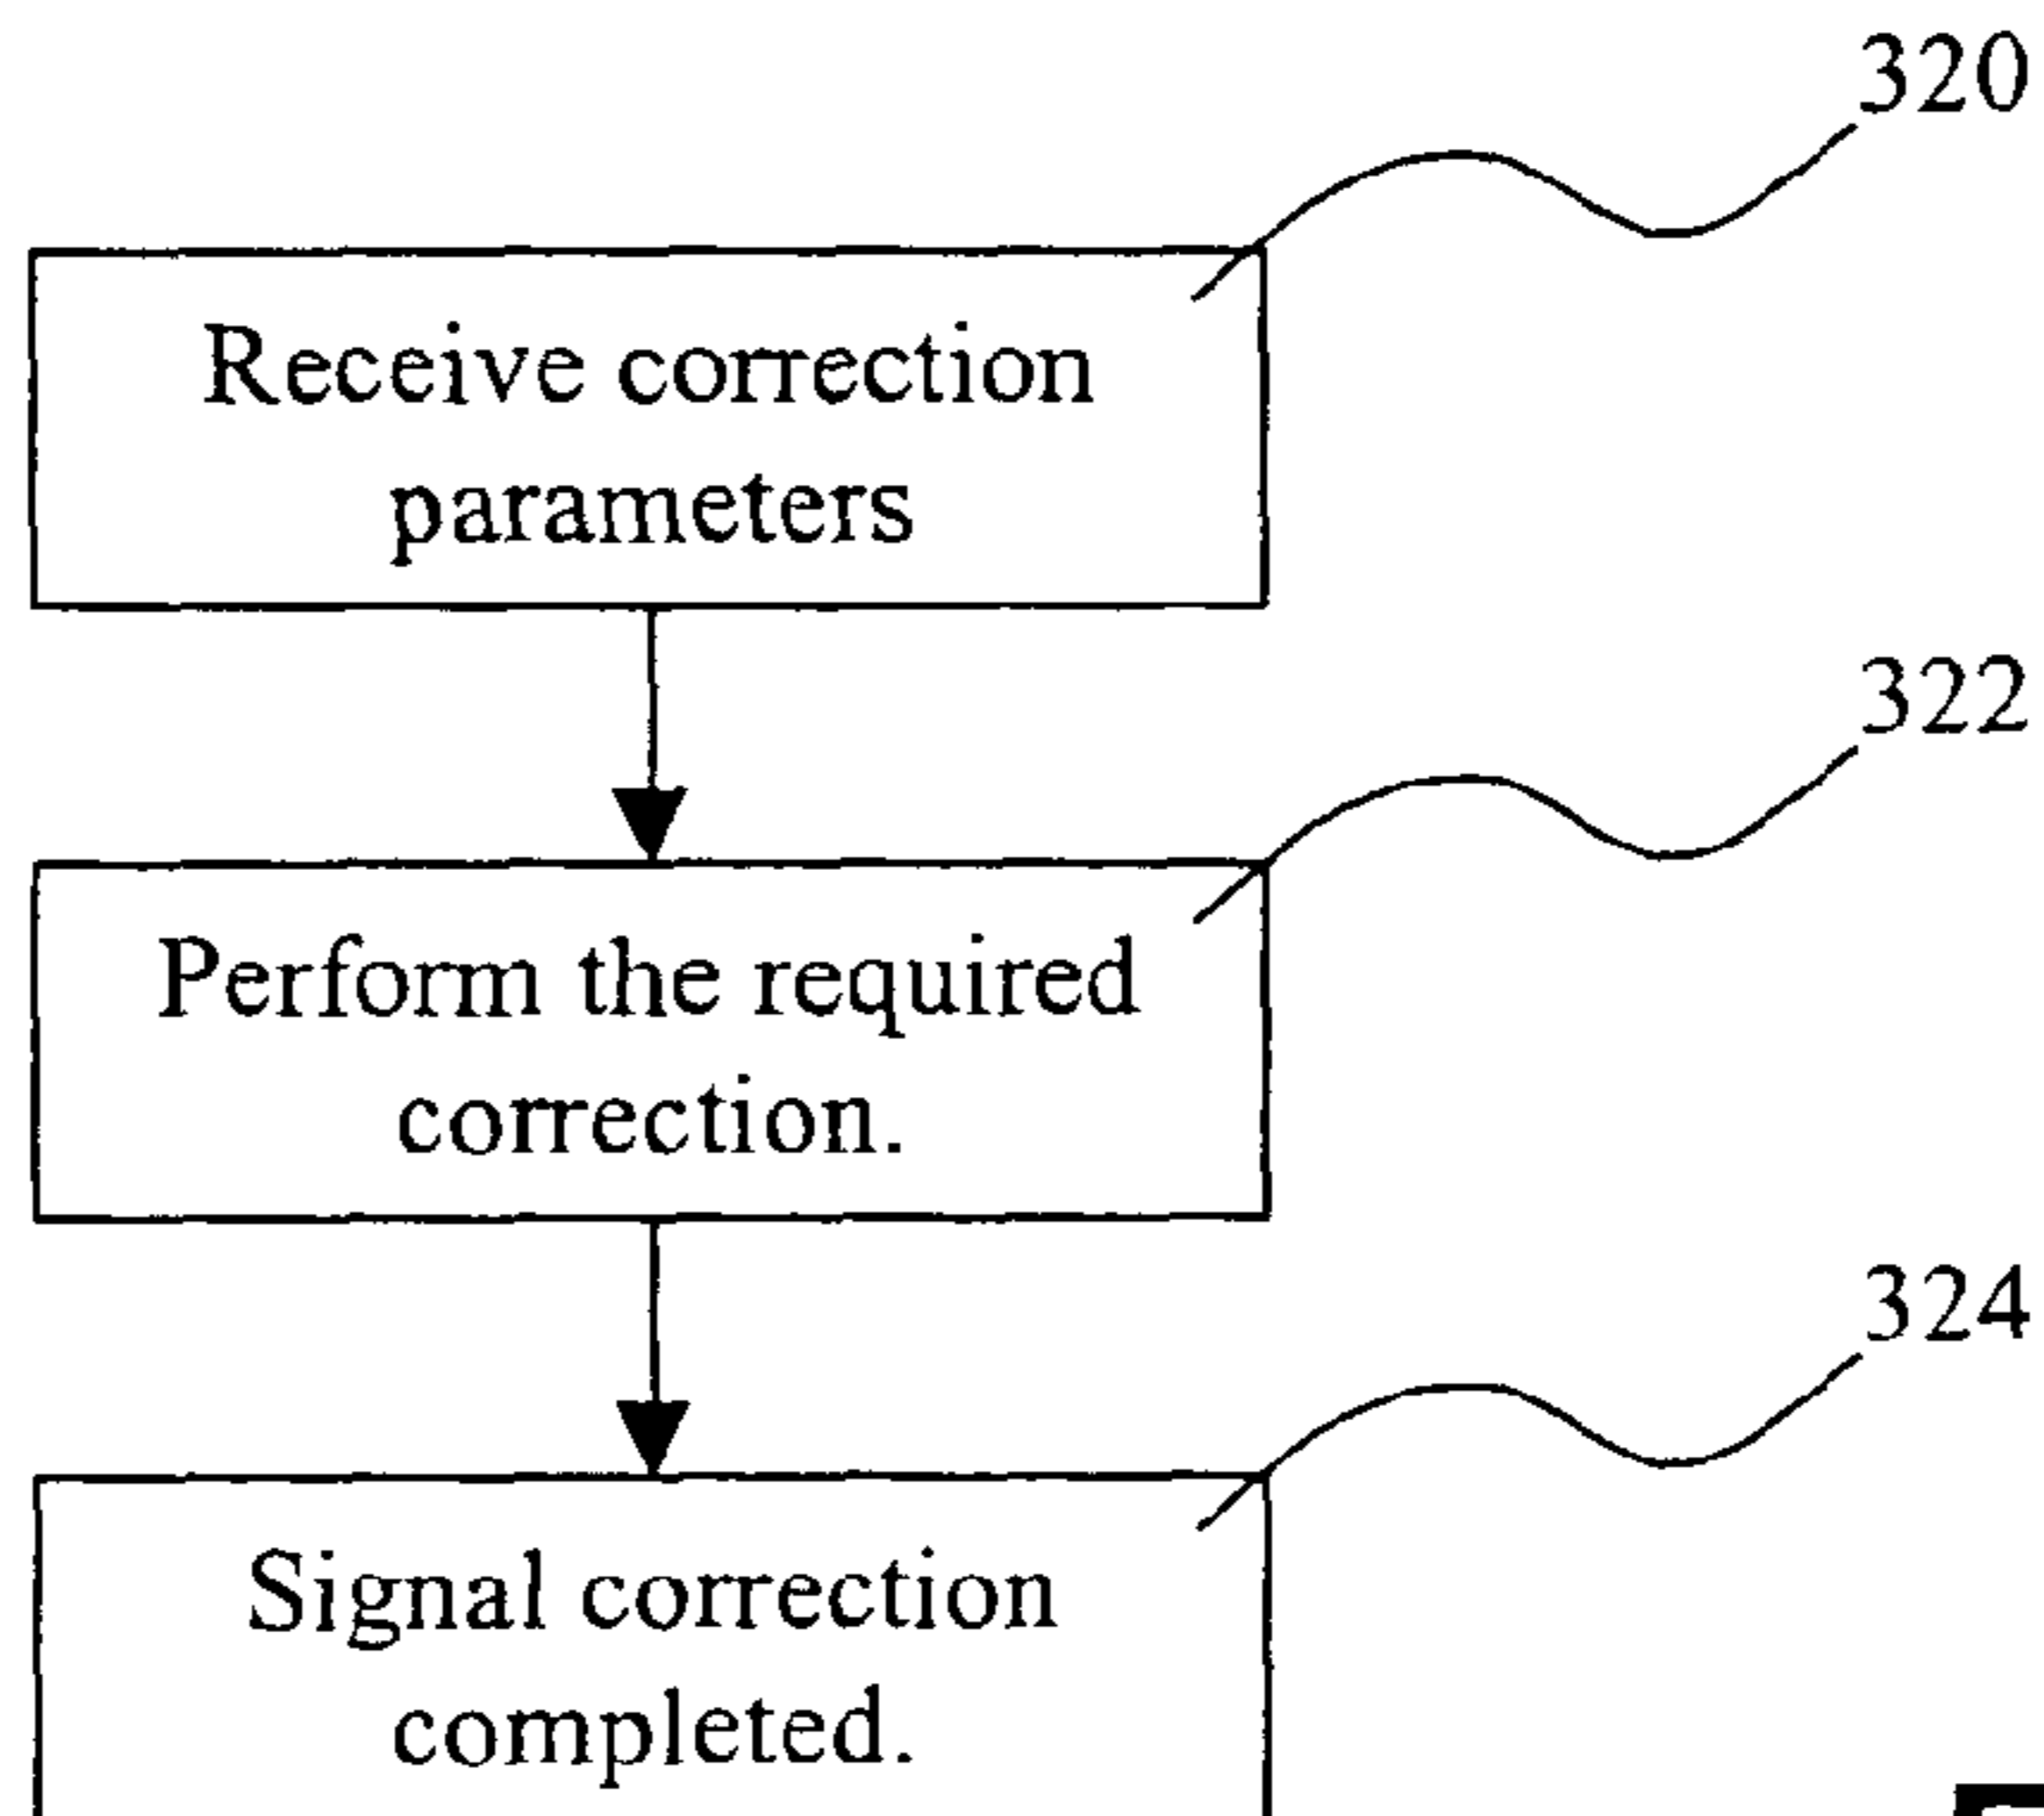 320
Receive correction
parameters
322
Perform the required
correction.
324
Signal correction
completed.